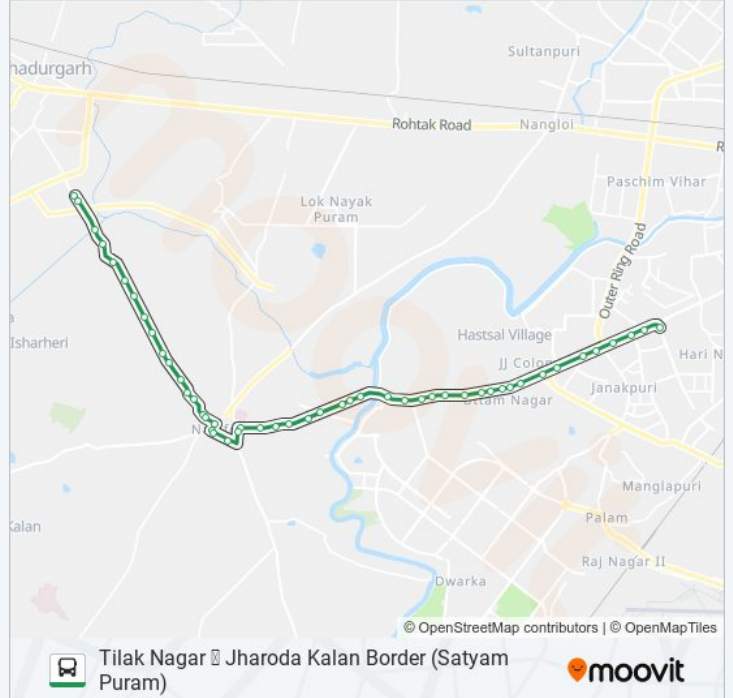 Sultanpuri
hadurgarh
Rohtak Road
Nangloi
R
Paschim Vihar
Lok Nayak
Puram
Outer Ring Road
Isharheri
Hastsal Village
JJ Colon
Hari N
Janakpuri
Uttam Nagar
N
Manglapuri
Kalan
Palam
Raj Nagar II
Dwarka
© OpenStreetMap contributors | © OpenMapTiles
Tilak Nagar  Jharoda Kalan Border (Satyam
Puram)
moovit